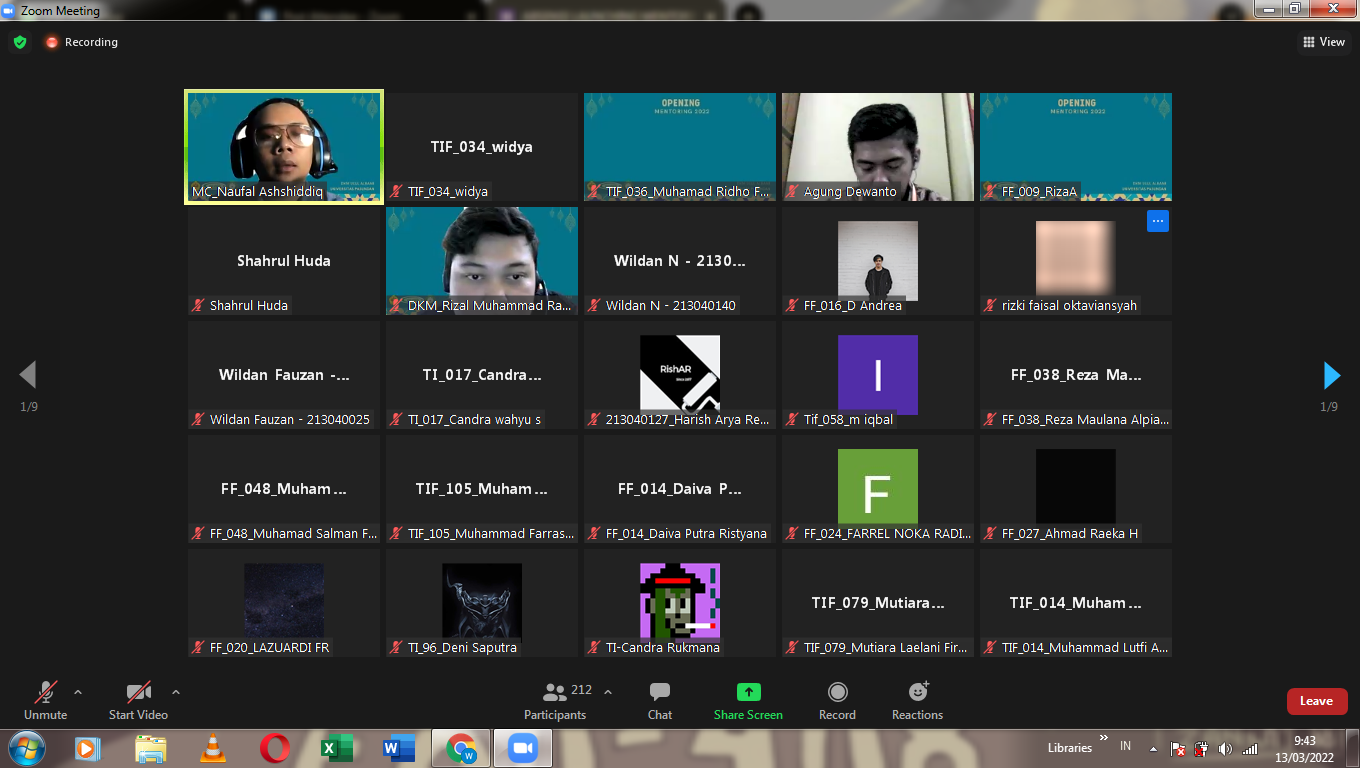 Zoom Meeting
Recording
View
OPENING
MENTORING 2022
MC_Naufal Ashshiddiq
TIF_034_widya
TIF_034_widya
OPENING
MENTORING 2022
TIF_036_Muhamad Ridho F...
Agung Dewanto
OPENING
MENTORING 2022
FF_009_RizaA
Shahrul Huda
Shahrul Huda
DKM_Rizal Muhammad Ra...
Wildan N - 2130...
Wildan N - 213040140
FF_016_D Andrea
...
rizki faisal oktaviansyah
1/9
Wildan Fauzan -...
Wildan Fauzan - 213040025
TI_017_Candra...
TI_017_Candra wahyu s
RishAR
213040127_Harish Arya Re...
I
Tif_058_m iqbal
FF_038_Reza Ma...
FF_038_Reza Maulana Alpia...
1/9
FF_048_Muham...
FF_048_Muhamad Salman F...
TIF_105_Muham...
TIF_105_Muhammad Farras...
FF_014_Daiva P...
FF_014_Daiva Putra Ristyana
F
FF_024_FARREL NOKA RADI...
FF_027_Ahmad Raeka H
FF_020_LAZUARDI FR
TI_96_Deni Saputra
TI-Candra Rukmana
TIF_079_Mutiara...
TIF_079_Mutiara Laelani Fir...
TIF_014_Muham...
TIF_014_Muhammad Lutfi A...
Unmute
Start Video
212
Participants
Chat
Share Screen
Record
Reactions
Leave
Libraries
IN
9:43
13/03/2022